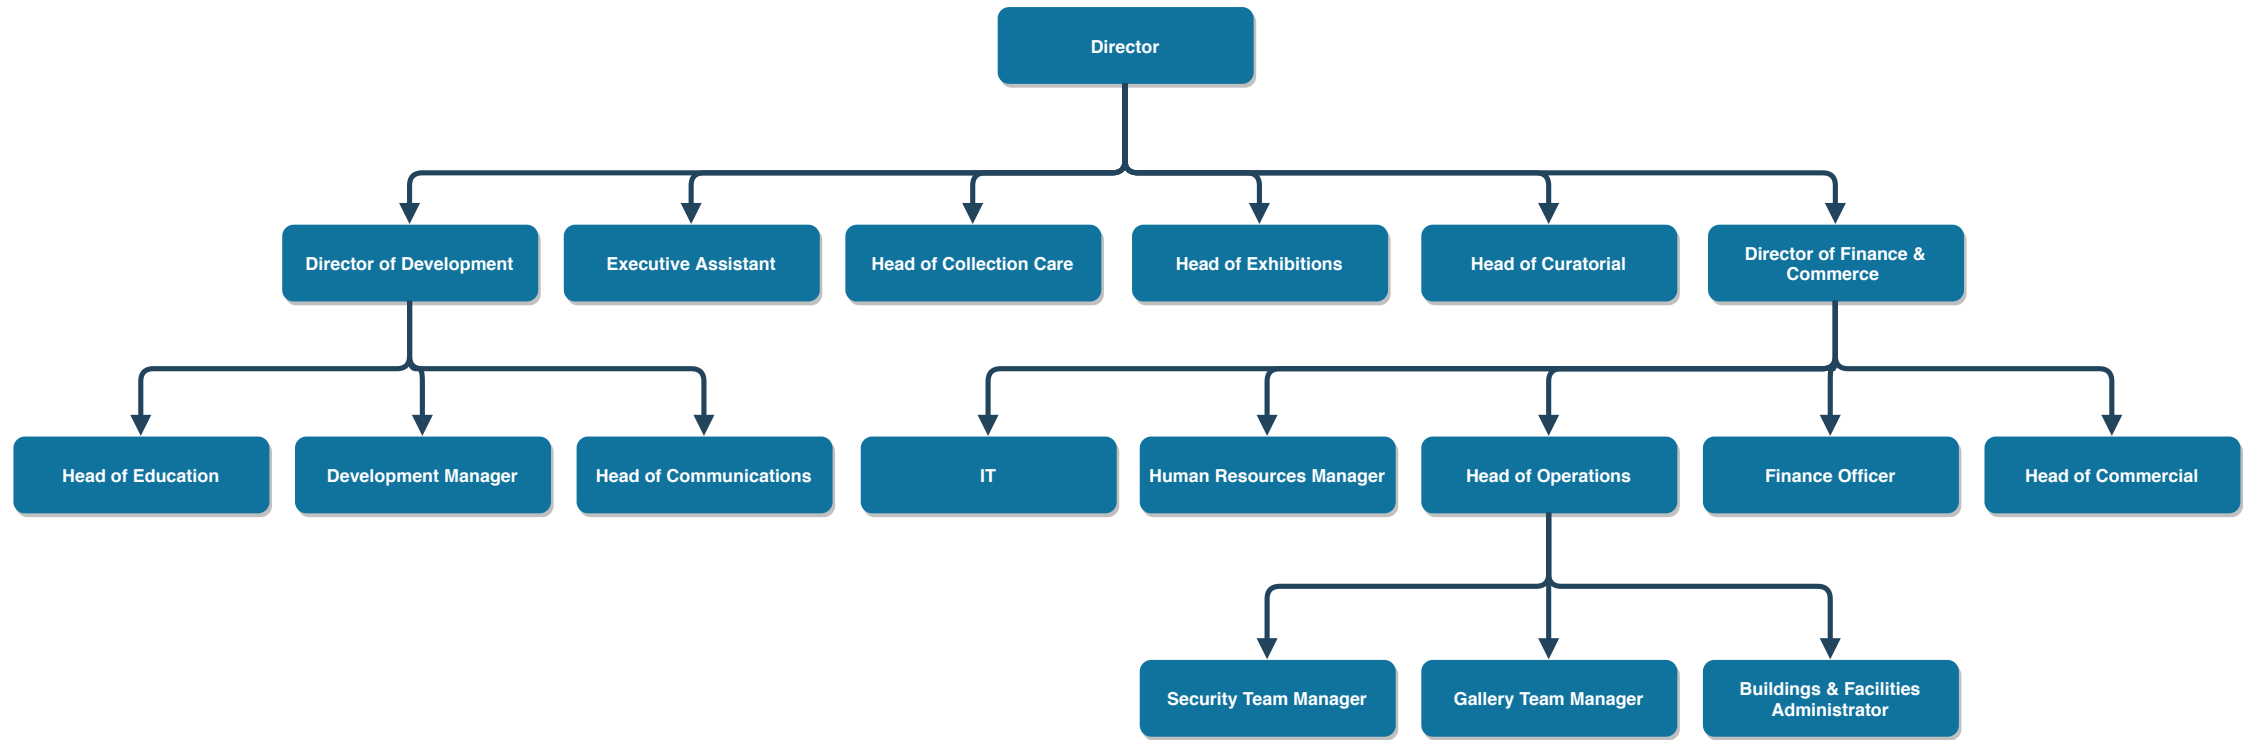 Director
Director of Development
Executive Assistant
Head of Collection Care
Head of Exhibitions
Head of Curatorial
Director of Finance &
Commerce
Head of Education
Development Manager
Head of Communications
IT
Human Resources Manager
Head of Operations
Finance Officer
Head of Commercial
Security Team Manager
Gallery Team Manager
Buildings & Facilities
Administrator